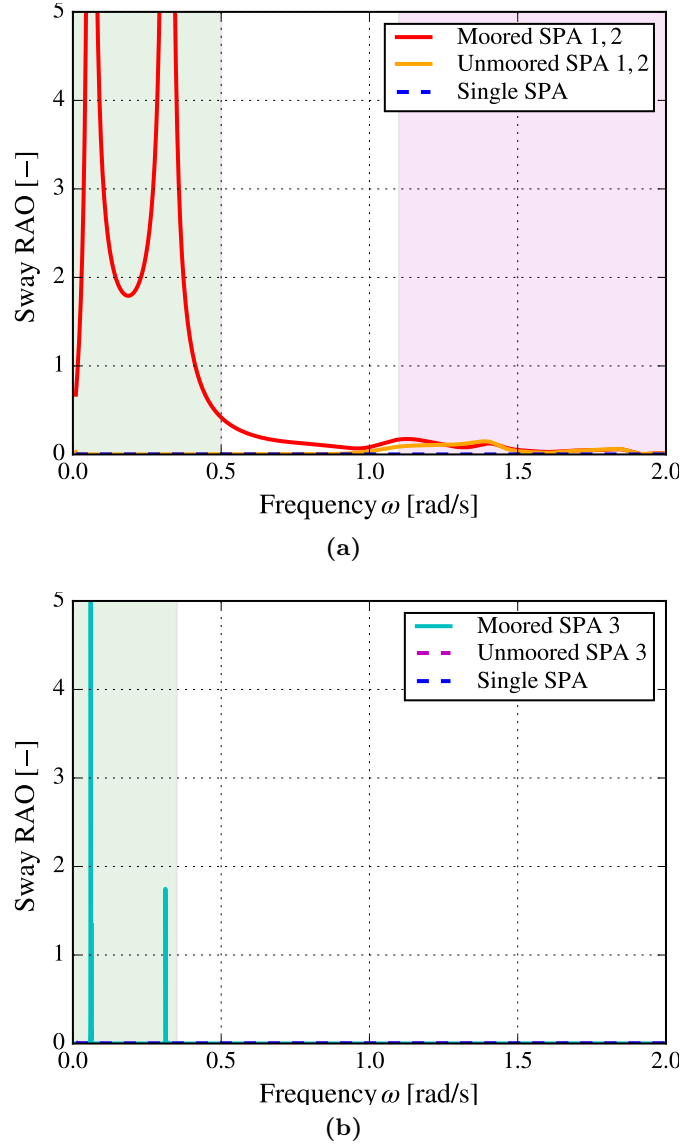 5
4
3
2
1
0
Sway RAO [−]
Moored SPA 1, 2
Unmoored SPA 1, 2
Single SPA
0.0 0.5 1.0 1.5 2.0
Frequency ω [rad/s]
(a)
5
4
3
2
1
0
Sway RAO [−]
Moored SPA 3
Unmoored SPA 3
Single SPA
0.0 0.5 1.0 1.5 2.0
Frequency ω [rad/s]
(b)